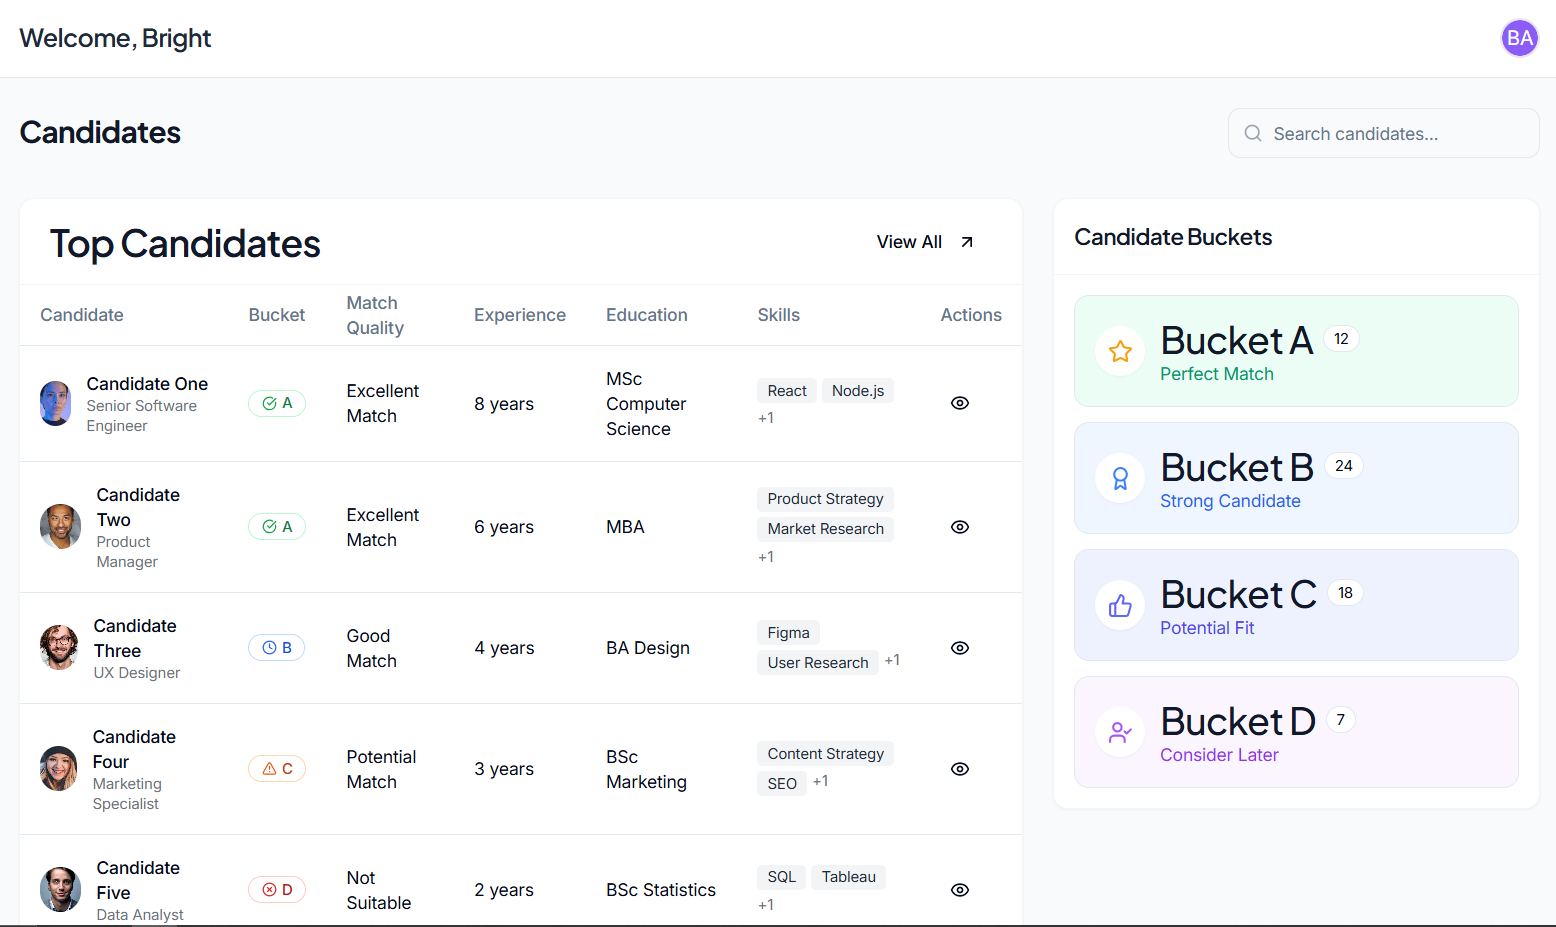 Welcome, Bright
BA
Candidates
Search candidates...
Top Candidates
View All
Candidate
Bucket
Match
Quality
Experience
Education
Skills
Actions
Candidate One
Senior Software
Engineer
A
Excellent
Match
8 years
MSc
Computer
Science
React
Node.js
+1
Candidate
Two
Product
Manager
A
Excellent
Match
6 years
MBA
Product Strategy
Market Research
+1
Candidate
Three
UX Designer
B
Good
Match
4 years
BA Design
Figma
User Research
+1
Candidate
Four
Marketing
Specialist
C
Potential
Match
3 years
BSc
Marketing
Content Strategy
SEO
+1
Candidate
Five
Data Analyst
D
Not
Suitable
2 years
BSc Statistics
SQL
Tableau
+1
Candidate Buckets
Bucket A 12
Perfect Match
Bucket B 24
Strong Candidate
Bucket C 18
Potential Fit
Bucket D 7
Consider Later